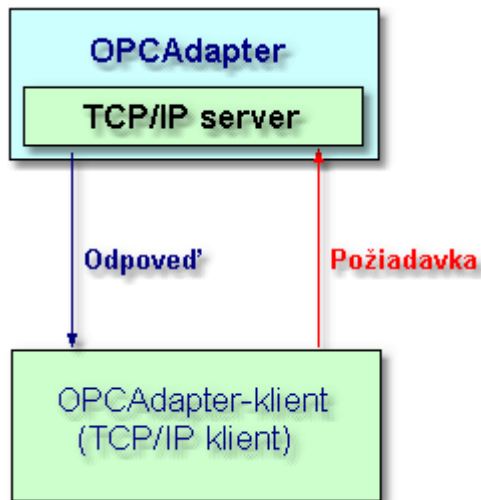 OPCAdapter
TCP/IP server
Odpoveď
Požiadavka
OPCAdapter-klient
(TCP/IP klient)